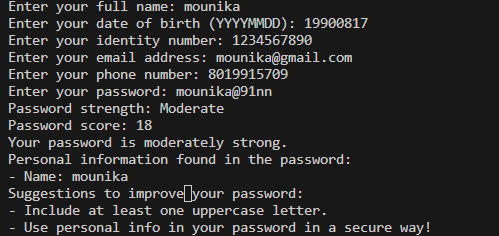 Enter your full name: mounika
Enter your date of birth (YYYYMMDD): 19900817
Enter your identity number: 1234567890
Enter your email address: mounika@gmail.com
Enter your phone number: 8019915709
Enter your password: mounika@91nn
Password strength: Moderate
Password score: 18
Your password is moderately strong.
Personal information found in the password:
- Name: mounika
Suggestions to improve your password:
- Include at least one uppercase letter.
- Use personal info in your password in a secure way!